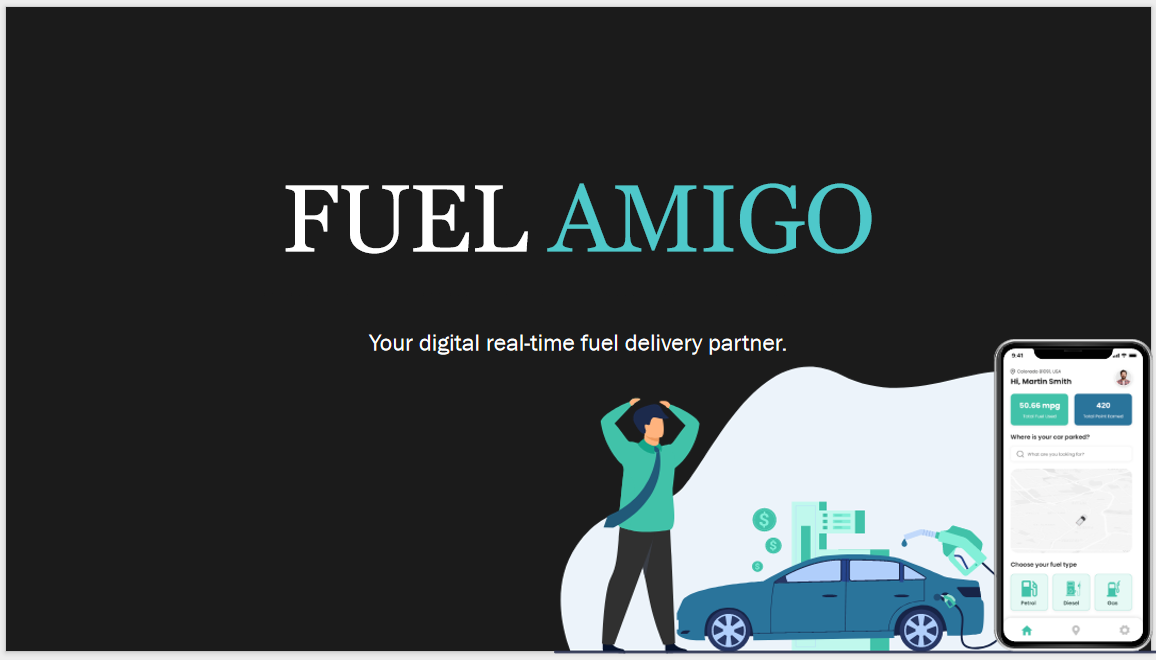 FUEL AMIGO
Your digital real-time fuel delivery partner.
9:41
Colorado 81291, USA
Hi, Martin Smith
50.66 mpg
Total Fuel Used
420
Total Point Earned
Where is your car parked?
What are you looking for?
Choose your fuel type
Petrol
Diesel
Gas
$
$
$